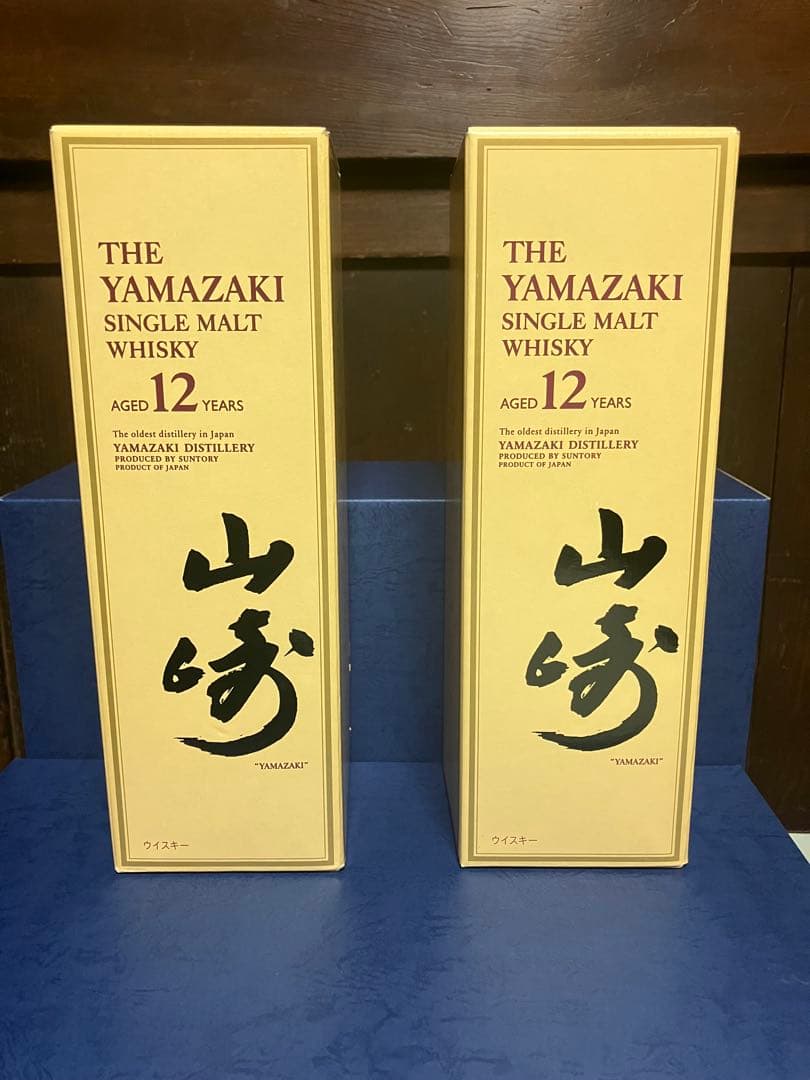 THE
YAMAZAKI
SINGLE MALT
WHISKY
AGED 12 YEARS
The oldest distillery in Japan
YAMAZAKI DISTILLERY
PRODUCED BY SUNTORY
PRODUCT OF JAPAN
山崎
"YAMAZAKI"
ウイスキー
THE
YAMAZAKI
SINGLE MALT
WHISKY
AGED 12 YEARS
The oldest distillery in Japan
YAMAZAKI DISTILLERY
PRODUCED BY SUNTORY
PRODUCT OF JAPAN
山崎
"YAMAZAKI"
ウイスキー